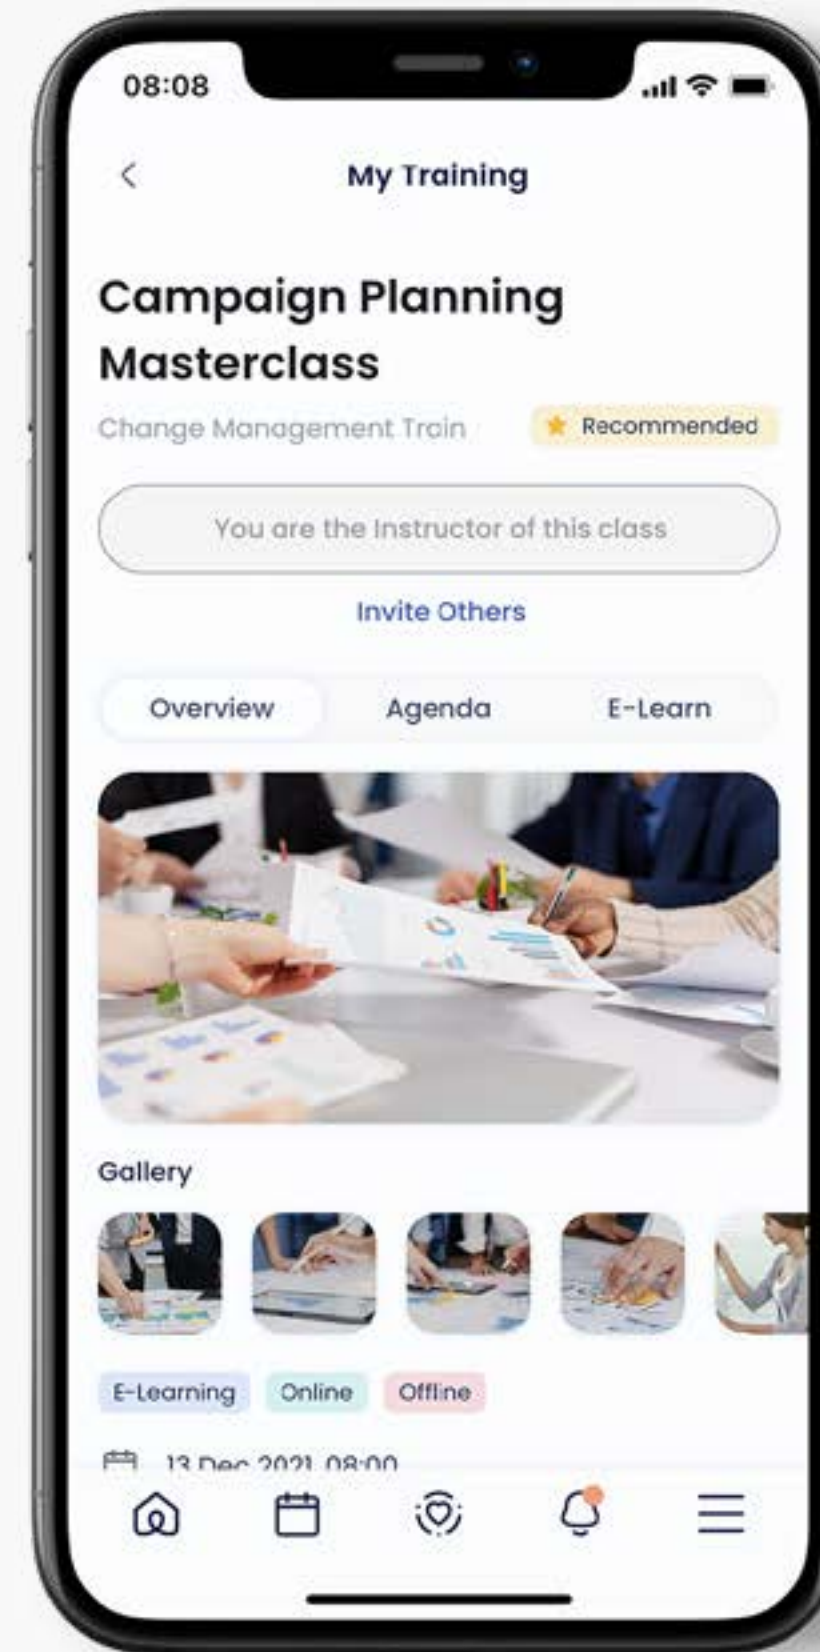 08:08
My Training
Campaign Planning
Masterclass
Change Management Train
Recommended
You are the Instructor of this class
Invite Others
Overview
Agenda
E-Learn
Gallery
E-Learning
Online
Offline
13 Dec 2021, 08:00